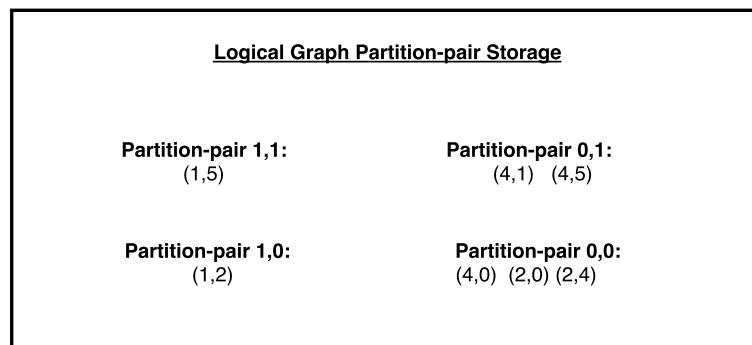 Logical Graph Partition-pair Storage
Partition-pair 1,1:
(1,5)
Partition-pair 0,1:
(4,1) (4,5)
Partition-pair 1,0:
(1,2)
Partition-pair 0,0:
(4,0) (2,0) (2,4)